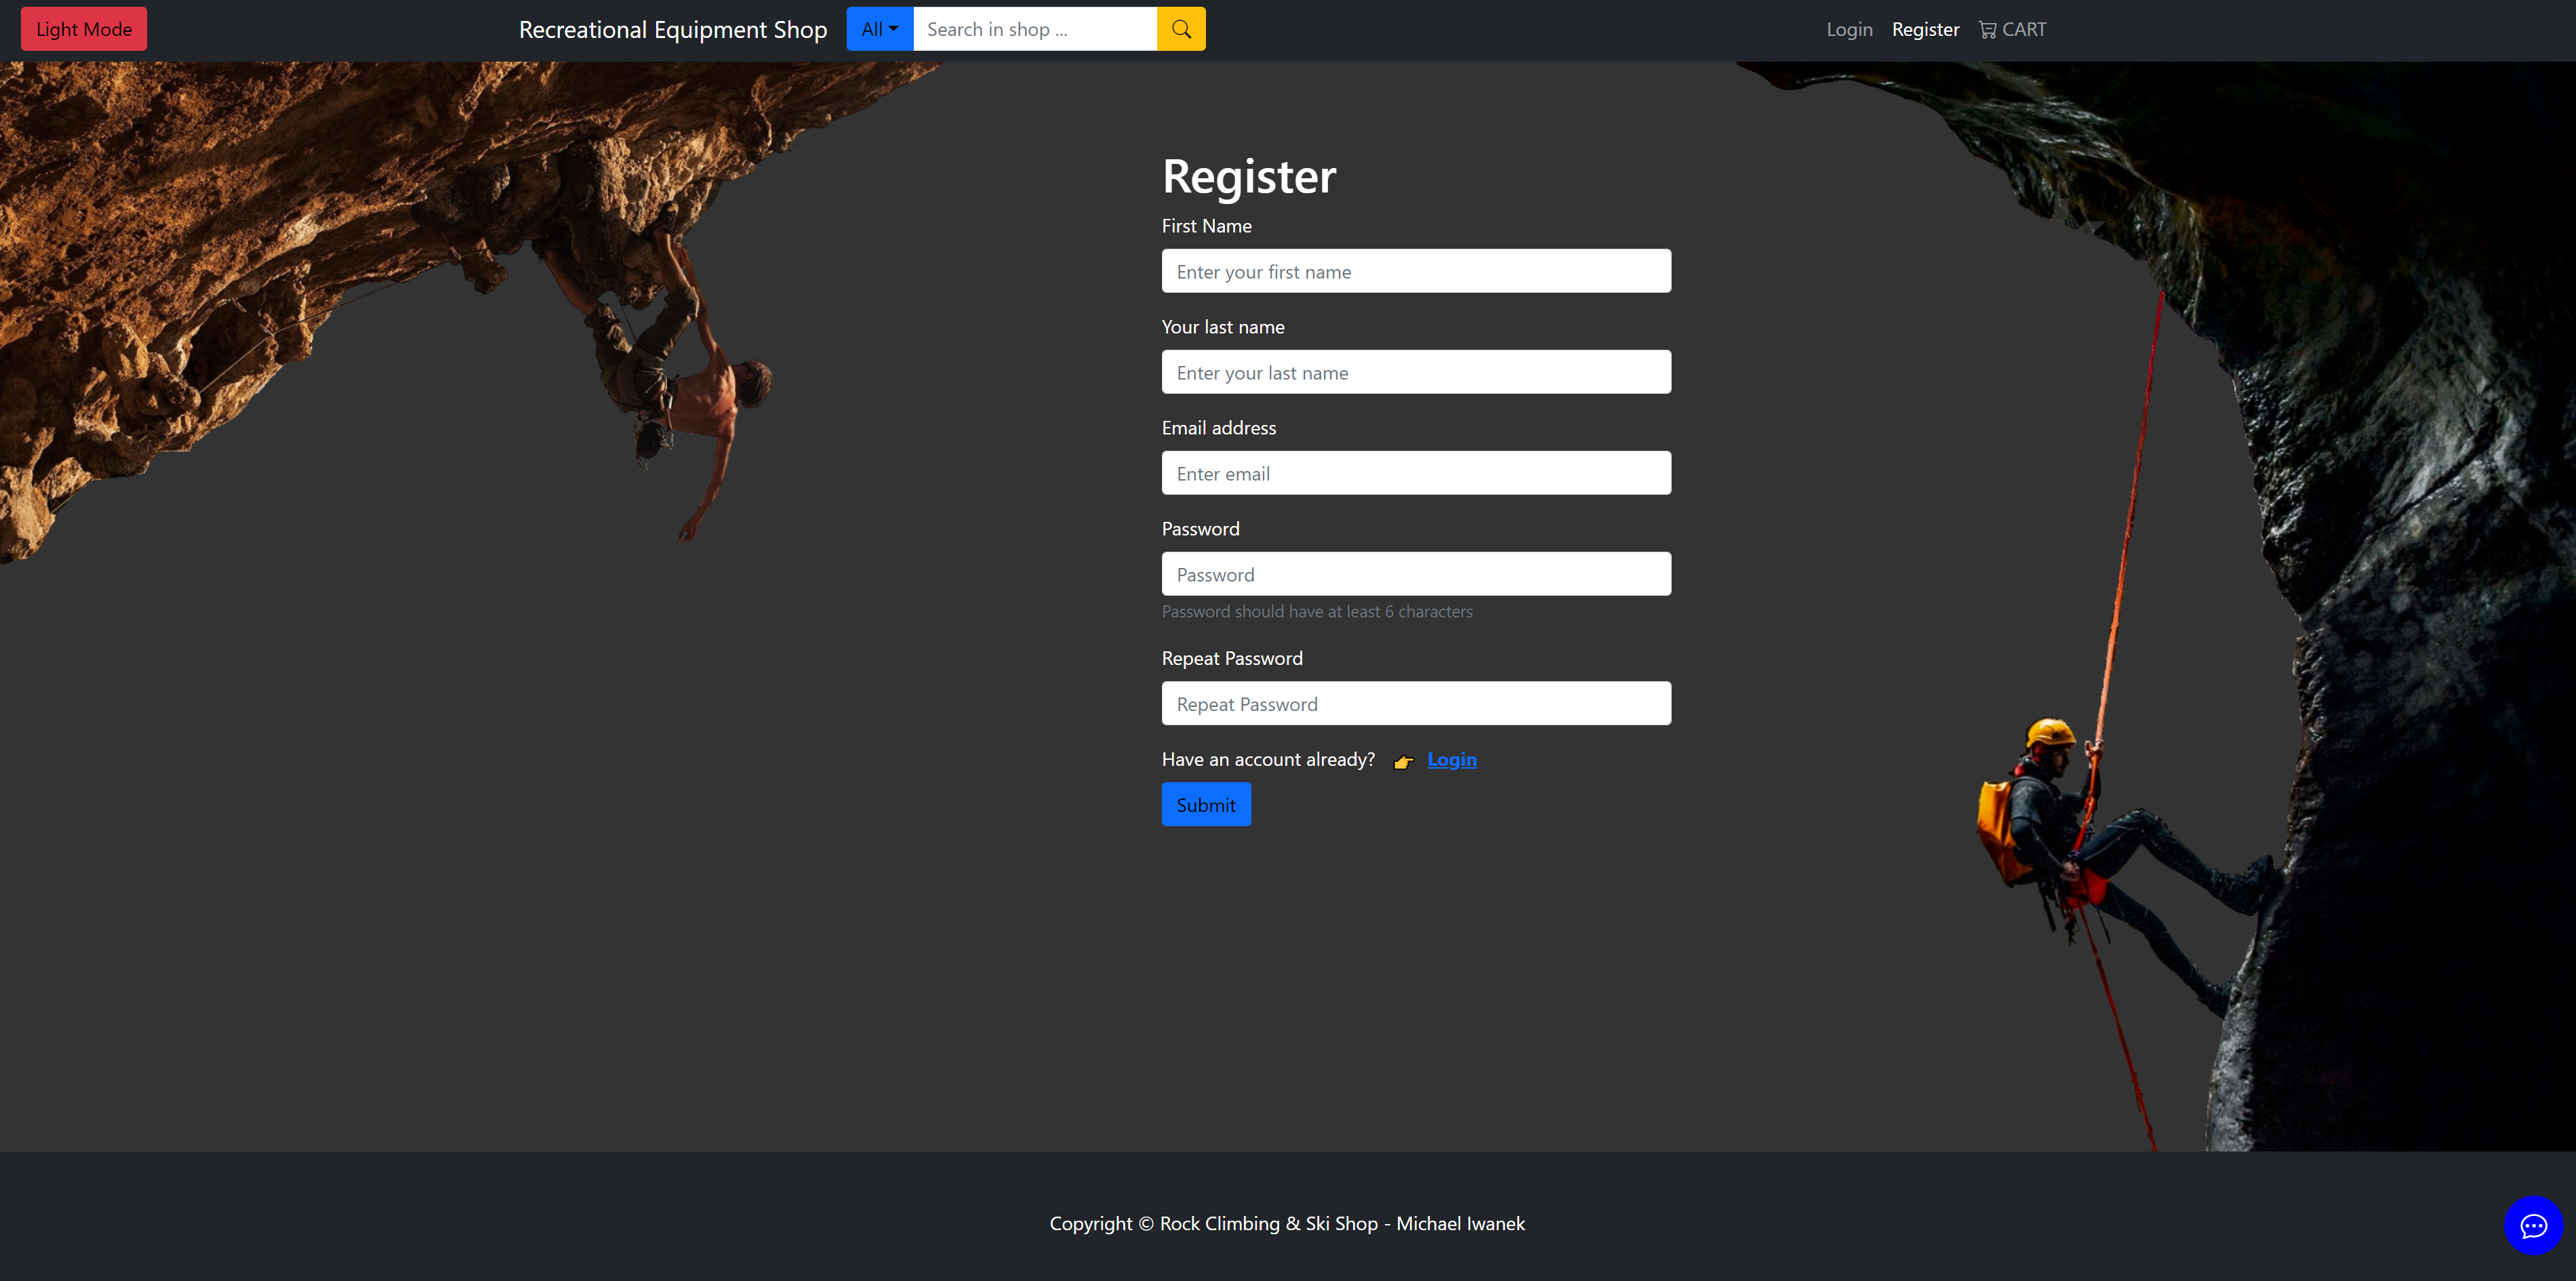 Light Mode
Recreational Equipment Shop
All
Search in shop ...
Login
Register
CART
Register
First Name
Enter your first name
Your last name
Enter your last name
Email address
Enter email
Password
Password
Password should have at least 6 characters
Repeat Password
Repeat Password
Have an account already? 👉 Login
Submit
Copyright © Rock Climbing & Ski Shop - Michael Iwanek